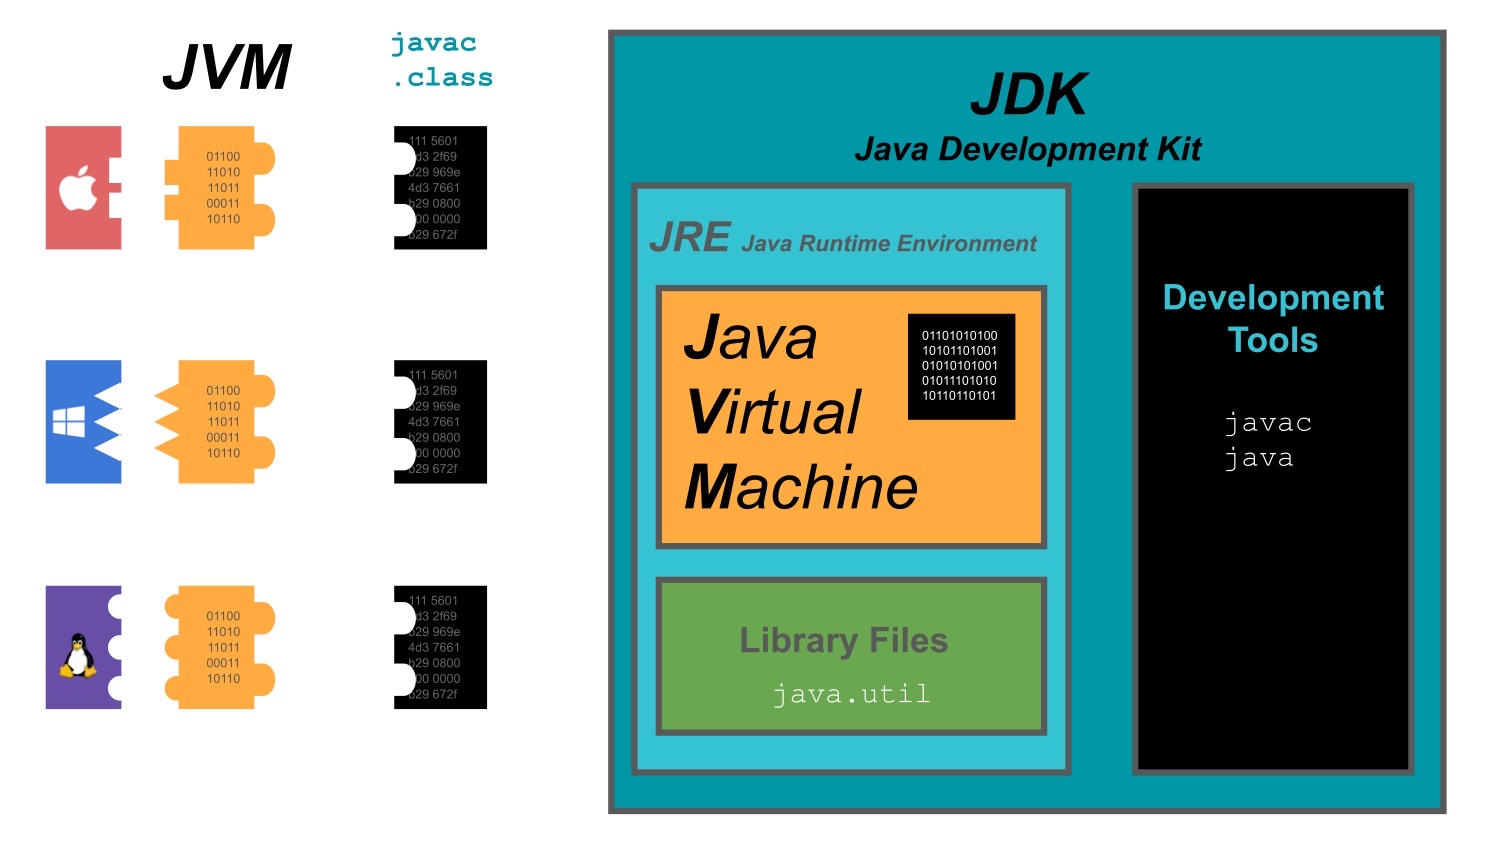 JVM
javac
.class
01100
11010
11011
00011
10110
111 5601
d3 2f69
b29 969e
4d3 7661
b29 0800
00 0000
b29 672f
01100
11010
11011
00011
10110
111 5601
d3 2f69
b29 969e
4d3 7661
b29 0800
00 0000
b29 672f
01100
11010
11011
00011
10110
111 5601
d3 2f69
b29 969e
4d3 7661
b29 0800
00 0000
b29 672f
JDK
Java Development Kit
JRE Java Runtime Environment
Java
Virtual
Machine
01101010100
10101101001
01010101001
01011101010
10110110101
Library Files
java.util
Development
Tools
javac
java